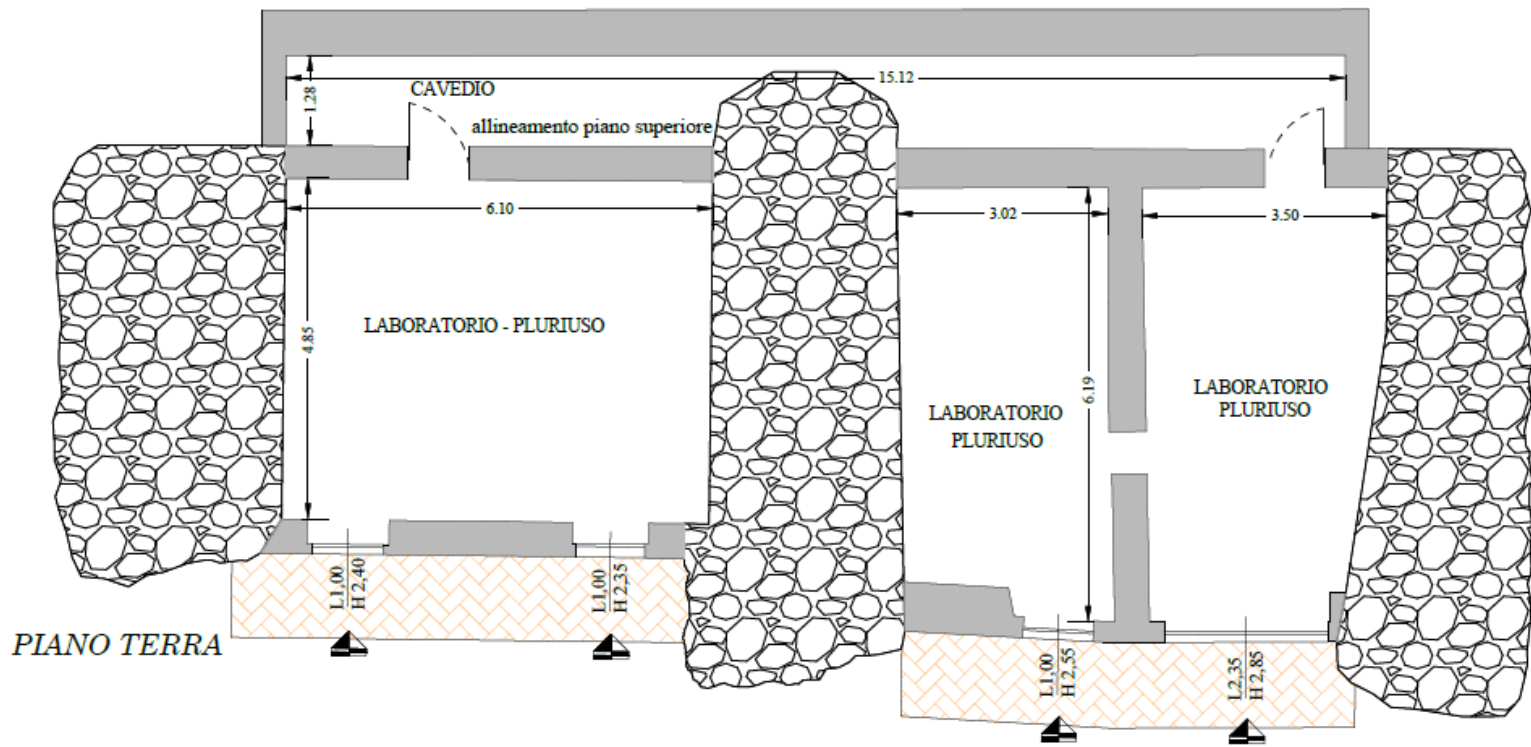 15.12
1.28
CAVEDIO
allineamento piano superiore
6.10
3.02
3.50
4.85
LABORATORIO - PLURIUSO
6.19
LABORATORIO
PLURIUSO
LABORATORIO
PLURIUSO
L1,00
H 2,40
L1,00
H 2,35
L1,00
H 2,55
L2,35
H 2,85
PIANO TERRA